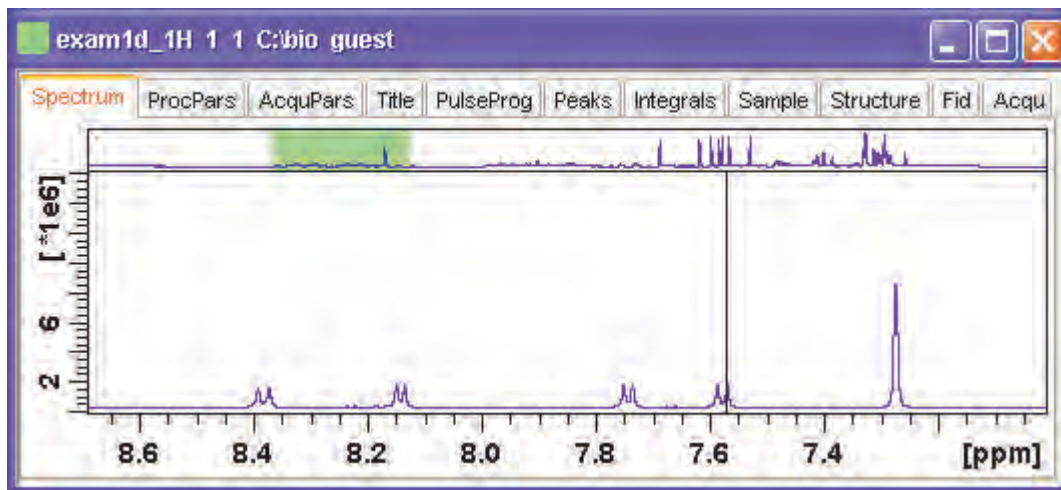 exam1d_1H 1 1 C:\bio guest
Spectrum ProcPars AcquPars Title PulseProg Peaks Integrals Sample Structure Fid Acqu
[*1e6]
6
2
8.6 8.4 8.2 8.0 7.8 7.6 7.4 [ppm]